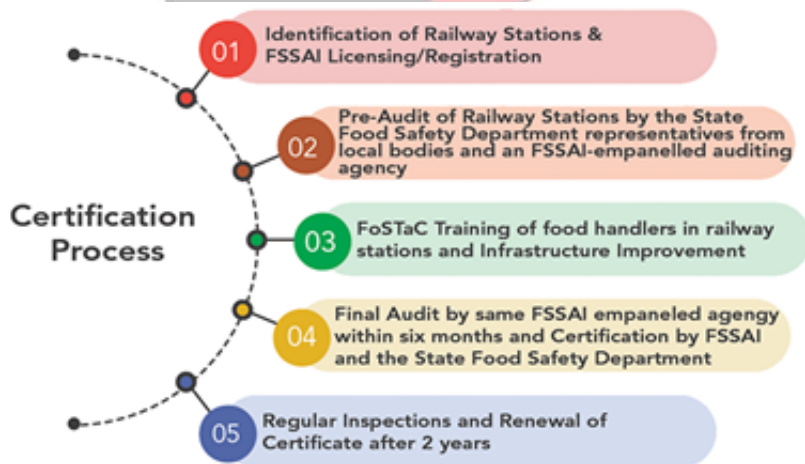 Certification
Process
01
Identification of Railway Stations &
FSSAI Licensing/Registration
02
Pre-Audit of Railway Stations by the State
Food Safety Department representatives from
local bodies and an FSSAI-empanelled auditing
agency
03
FoSTaC Training of food handlers in railway
stations and Infrastructure Improvement
04
Final Audit by same FSSAI empaneled agengy
within six months and Certification by FSSAI
and the State Food Safety Department
05
Regular Inspections and Renewal of
Certificate after 2 years